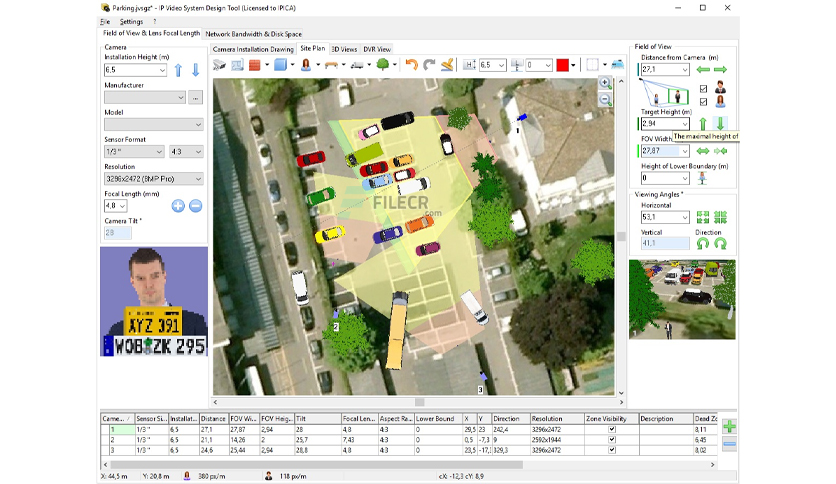 Parking.jvsgz* - IP Video System Design Tool (Licensed to IPICA)
File Settings ?
Field of View & Lens Focal Length Network Bandwidth & Disk Space
Camera
Installation Height (m)
6,5
Manufacturer
...
Model
Sensor Format
1/3 " 4:3
Resolution
3296x2472 (8MP Pro)
Focal Length (mm)
4,8
Camera Tilt °
28
AYZ 391
WOB ZK 295
Camera Installation Drawing Site Plan 3D Views DVR View
6,5 0
1
FILECR
.com
2
3
Field of View
Distance from Camera (m)
27,1
Target Height (m)
2,94
The maximal height of
FOV Width
27,87
Height of Lower Boundary (m)
0
Viewing Angles °
Horizontal
53,1
Vertical Direction
41,1
Came... Sensor Si... Installat... Distance FOV Wi... FOV Heig... Tilt Focal Len... Aspect Ra... Lower Bound X Y Direction Resolution Zone Visibility Description Dead Zo
1 1/3 " 6,5 27,1 27,87 2,94 28 4,8 4:3 0 29,5 23 242,4 3296x2472 8,11
2 1/3 " 6,5 21,1 14,26 2 25,7 7,43 4:3 0 0,5 -7,3 9 2592x1944 6,45
3 1/3 " 6,5 24,6 25,44 2,94 28,8 4,8 4:3 0 23,5 -17,: 329,3 3296x2472 8,02
X: 44,5 m Y: 20,8 m 380 px/m 118 px/m cX: -12,3 cY: 8,9